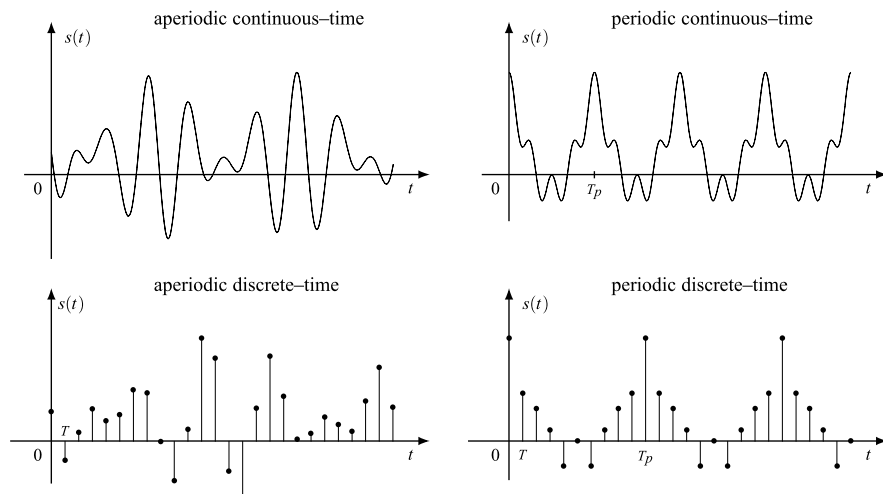 aperiodic continuous–time
s(t)
0
t
periodic continuous–time
s(t)
0
Tp
t
aperiodic discrete–time
s(t)
T
0
t
periodic discrete–time
s(t)
0
T
Tp
t